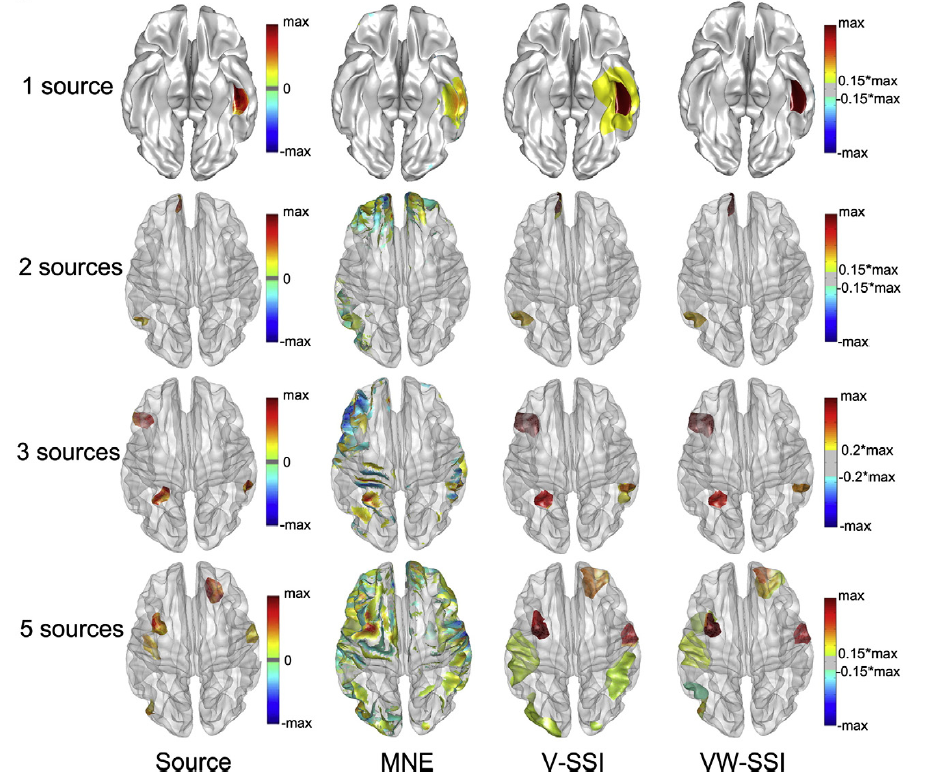 max
max
1 source
0
0.15*max
-0.15*max
-max
-max
max
max
2 sources
0
0.15*max
-0.15*max
-max
-max
max
max
3 sources
0
0.2*max
-0.2*max
-max
-max
max
max
5 sources
0
0.15*max
-0.15*max
-max
-max
Source MNE V-SSI VW-SSI